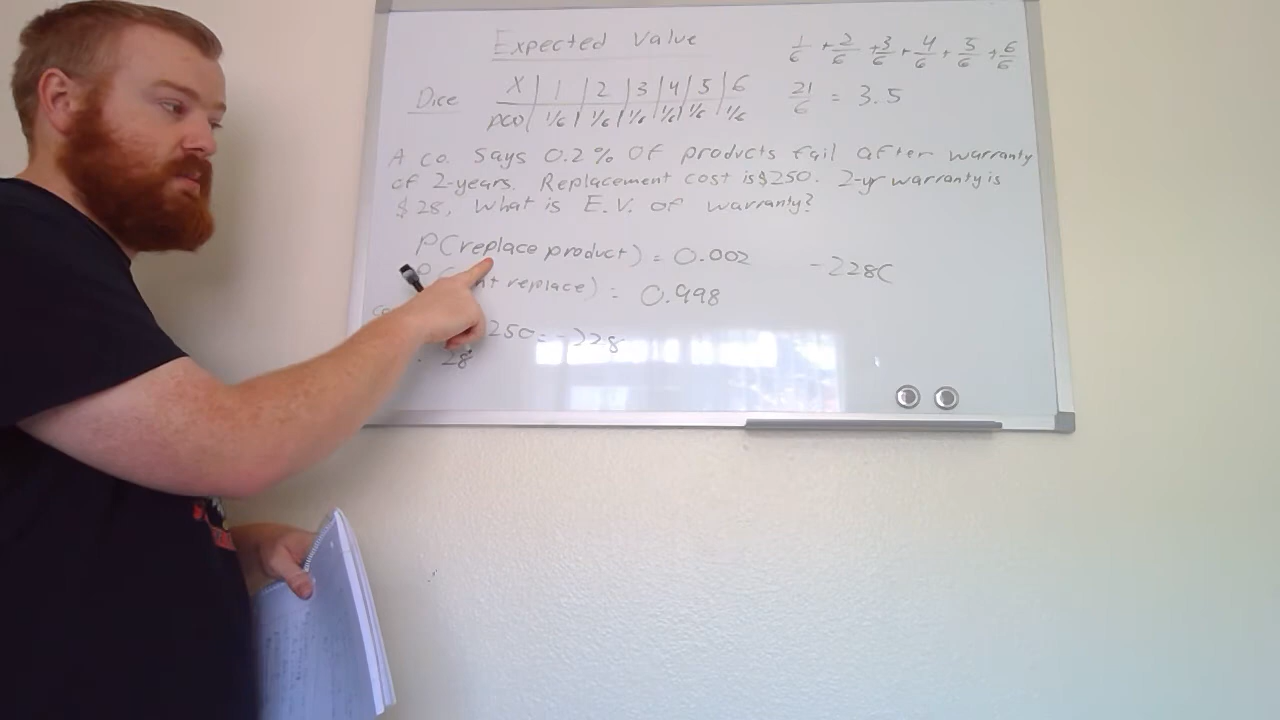 Expected Value
1/6 + 2/6 + 3/6 + 4/6 + 5/6 + 6/6
21/6 = 3.5
Dice
X | 1 | 2 | 3 | 4 | 5 | 6
p(x) | 1/6 | 1/6 | 1/6 | 1/6 | 1/6 | 1/6
A co. says 0.2% of products fail after warranty
of 2-years. Replacement cost is $250. 2-yr warranty is
$28, what is E.V. of warranty?
P(replace product) = 0.002
-228(
replace) = 0.998
250 = -228
28